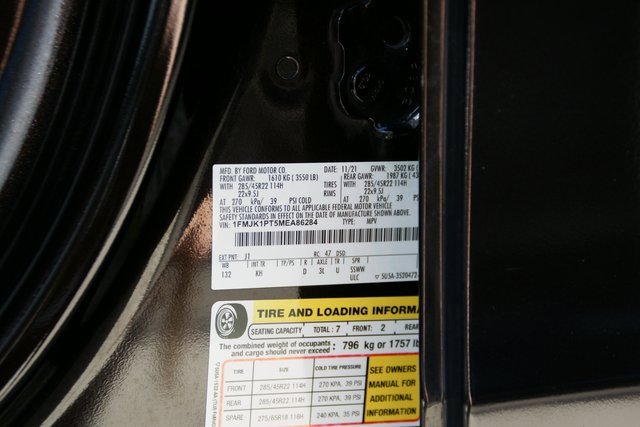 MFD. BY FORD MOTOR CO. DATE: 11/21 GVWR: 3502 KG
FRONT GAWR: 1610 KG ( 3550 LB) REAR GAWR: 1987 KG
WITH 285/45R22 114H TIRES 285/45R22 114H
22x9.5J RIMS 22x9.5J
AT 270 kPa/ 39 PSI COLD AT 270 kPa/ 39
THIS VEHICLE CONFORMS TO ALL APPLICABLE FEDERAL MOTOR VEHICLE
SAFETY STANDARDS IN EFFECT ON THE DATE OF MANUFACTURE SHOWN ABOVE.
VIN: 1FMJK1PT5MEA86284 TYPE: MPV
EXT PNT: J1 RC: 47 DSO:
WB INT TR TP/PS R AXLE TR SPR
132 KH D 3L U SSWW
ULC
TIRE AND LOADING INFORMA
SEATING CAPACITY TOTAL: 7 FRONT: 2 REAR
The combined weight of occupants
and cargo should never exceed: 796 kg or 1757 lb
TIRE SIZE COLD TIRE PRESSURE SEE OWNERS
FRONT 285/45R22 114H 270 KPA, 39 PSI MANUAL FOR
REAR 285/45R22 114H 270 KPA, 39 PSI ADDITIONAL
SPARE 275/65R18 116H 240 KPA, 35 PSI INFORMATION